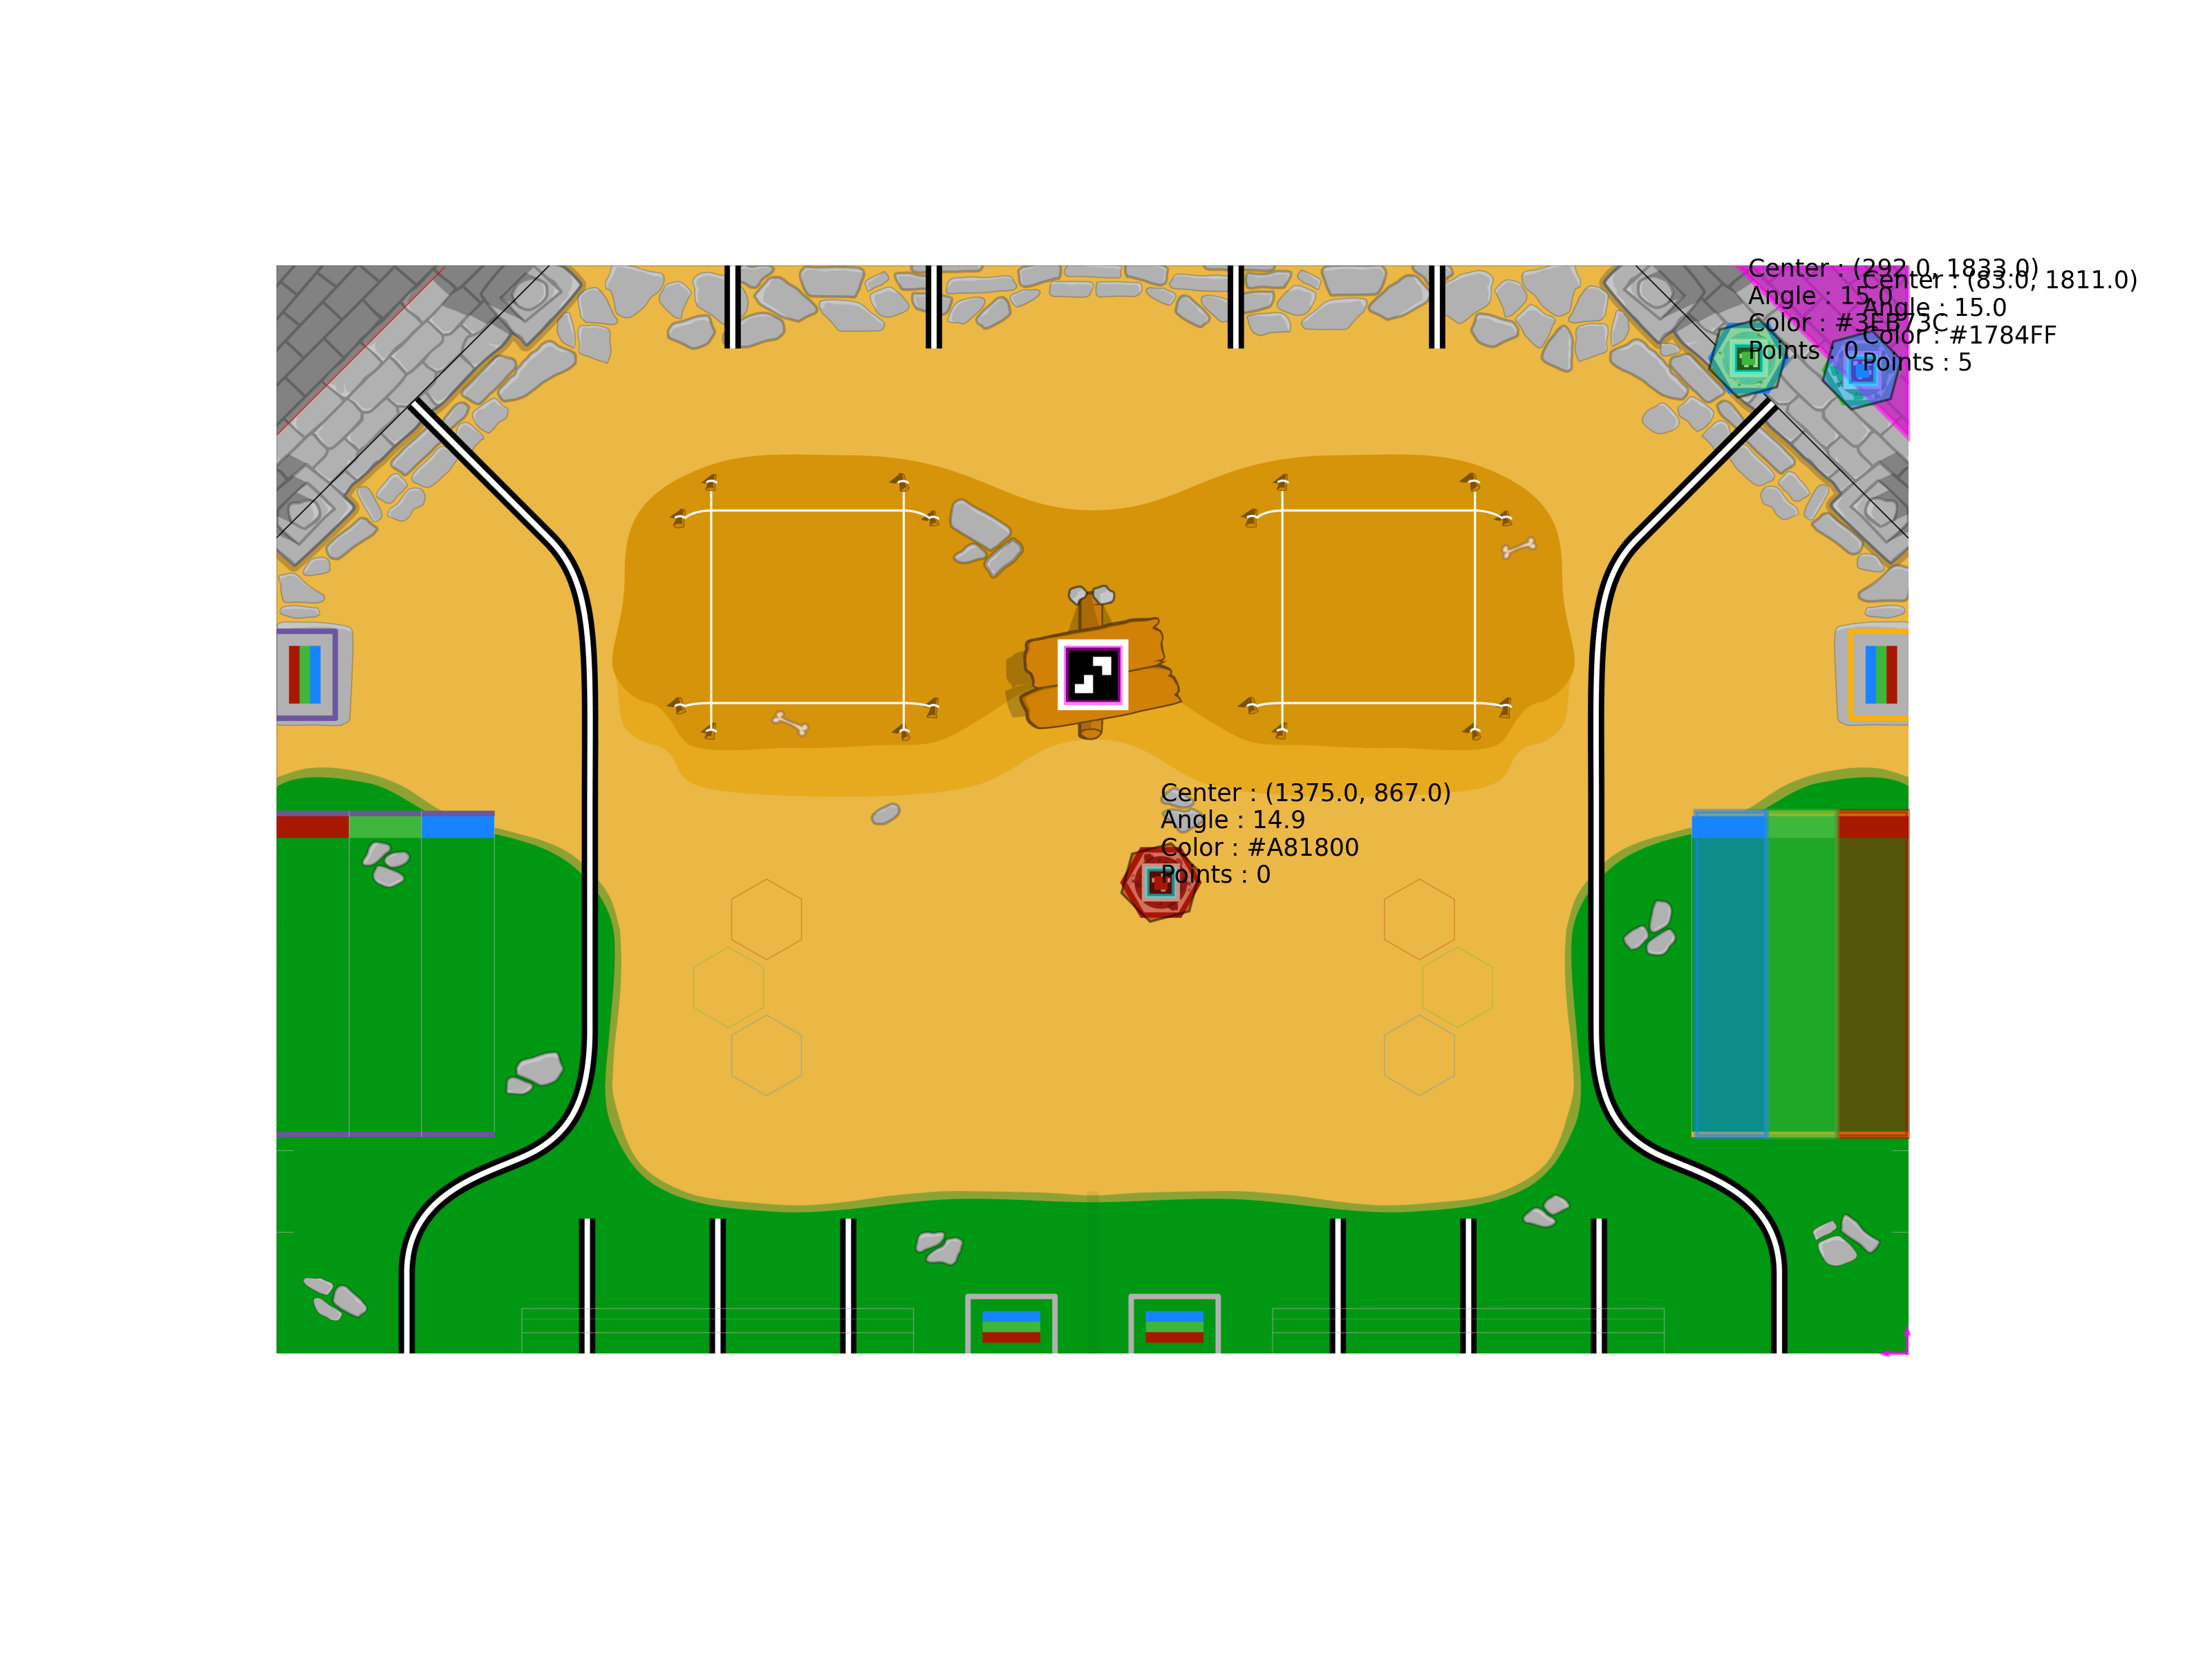 Center : (292.0, 1833.0)
Angle : 15.0
Color : #3EB73C
Points : 0
Center : (83.0, 1811.0)
Angle : 15.0
Color : #1784FF
Points : 5
Center : (1375.0, 867.0)
Angle : 14.9
Color : #A81800
Points : 0